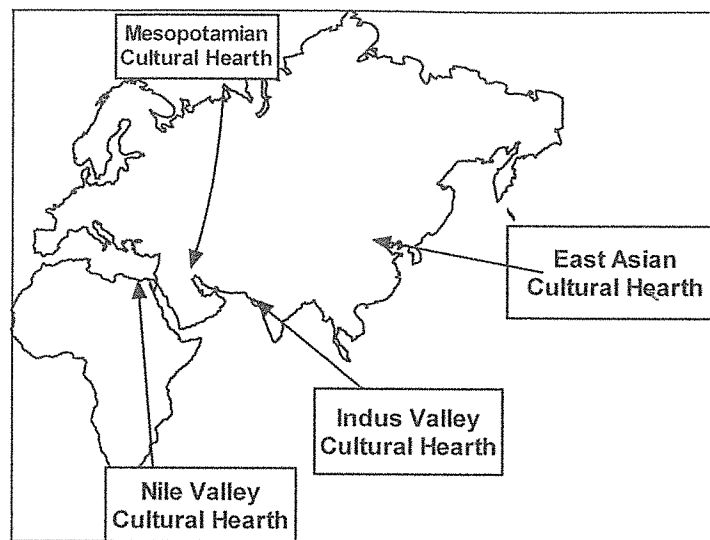 Mesopotamian
Cultural Hearth
East Asian
Cultural Hearth
Indus Valley
Cultural Hearth
Nile Valley
Cultural Hearth